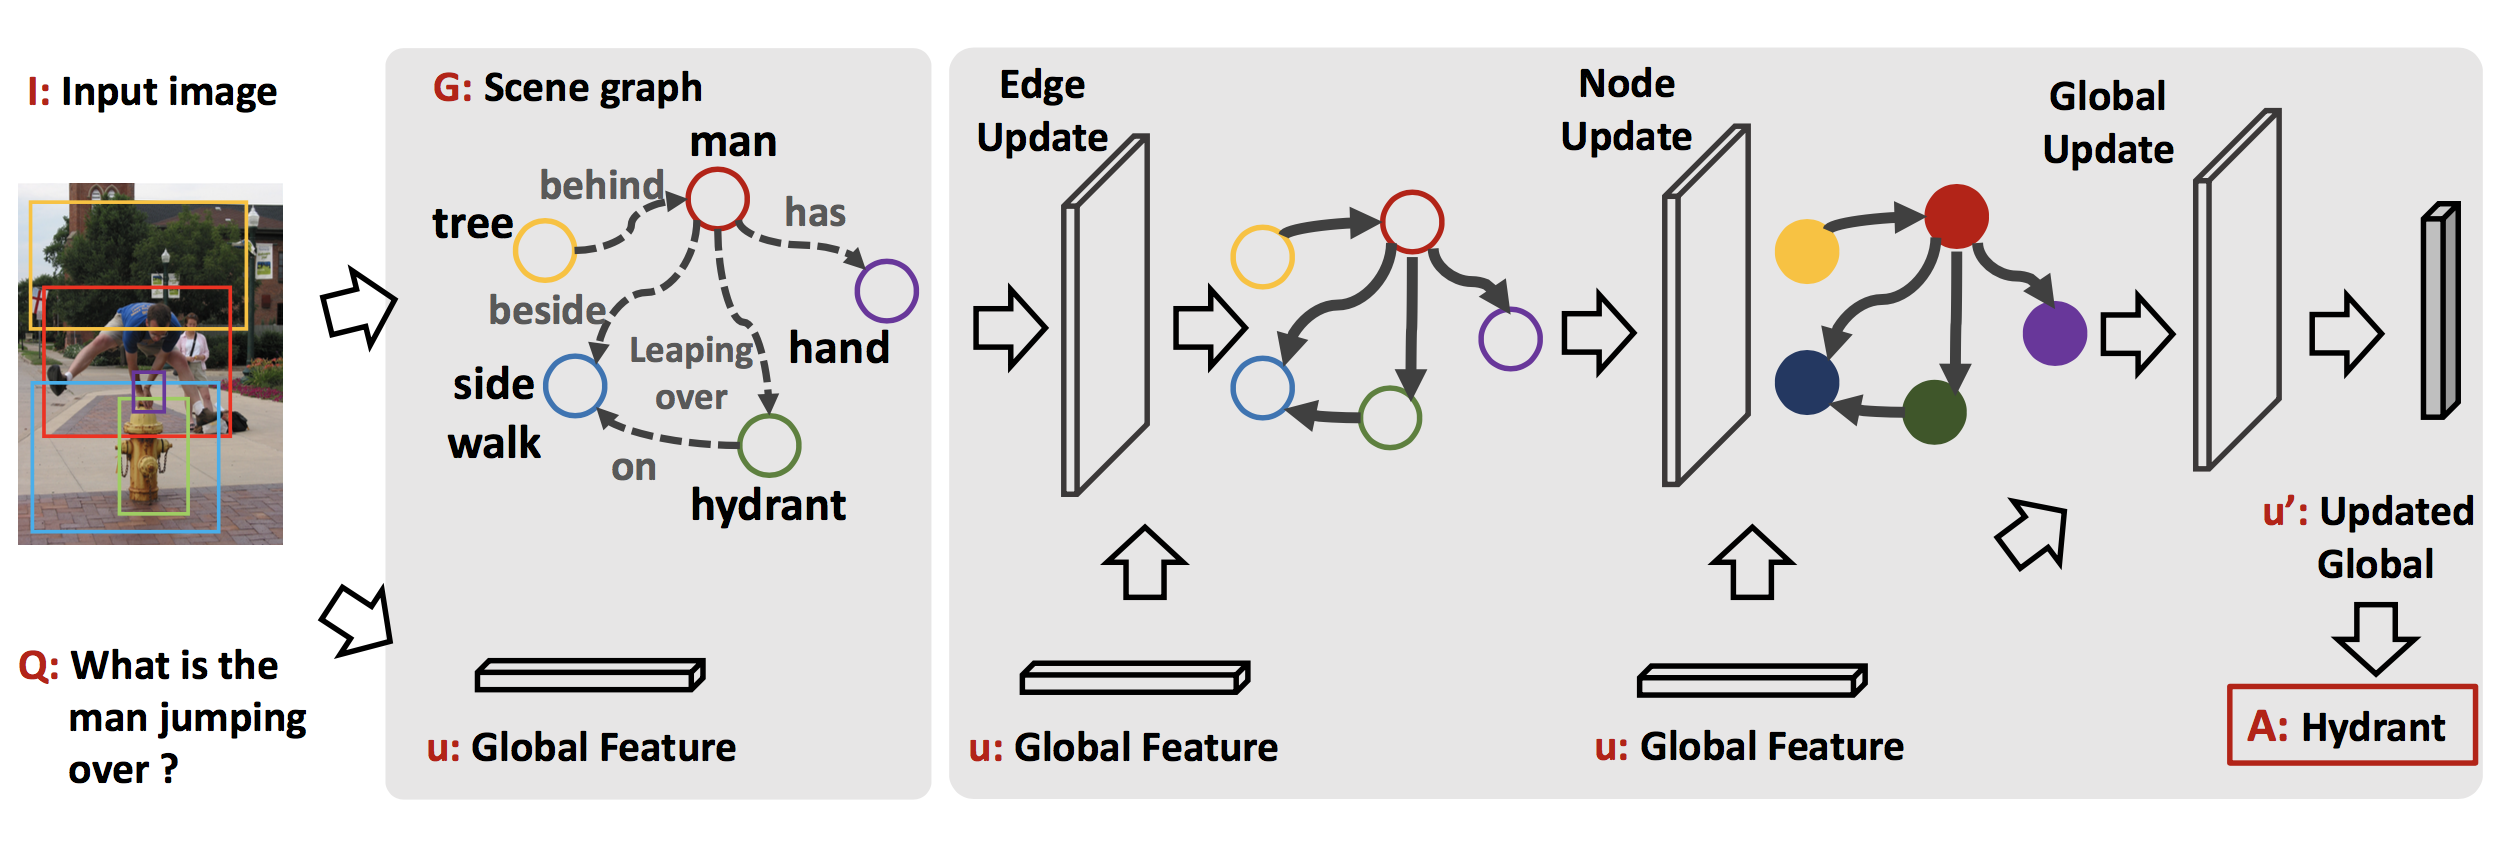 I: Input image
Q: What is the
man jumping
over ?
G: Scene graph
man
behind
has
tree
beside
hand
Leaping
over
side
walk
on
hydrant
u: Global Feature
Edge
Update
u: Global Feature
Node
Update
u: Global Feature
Global
Update
u’: Updated
Global
A: Hydrant